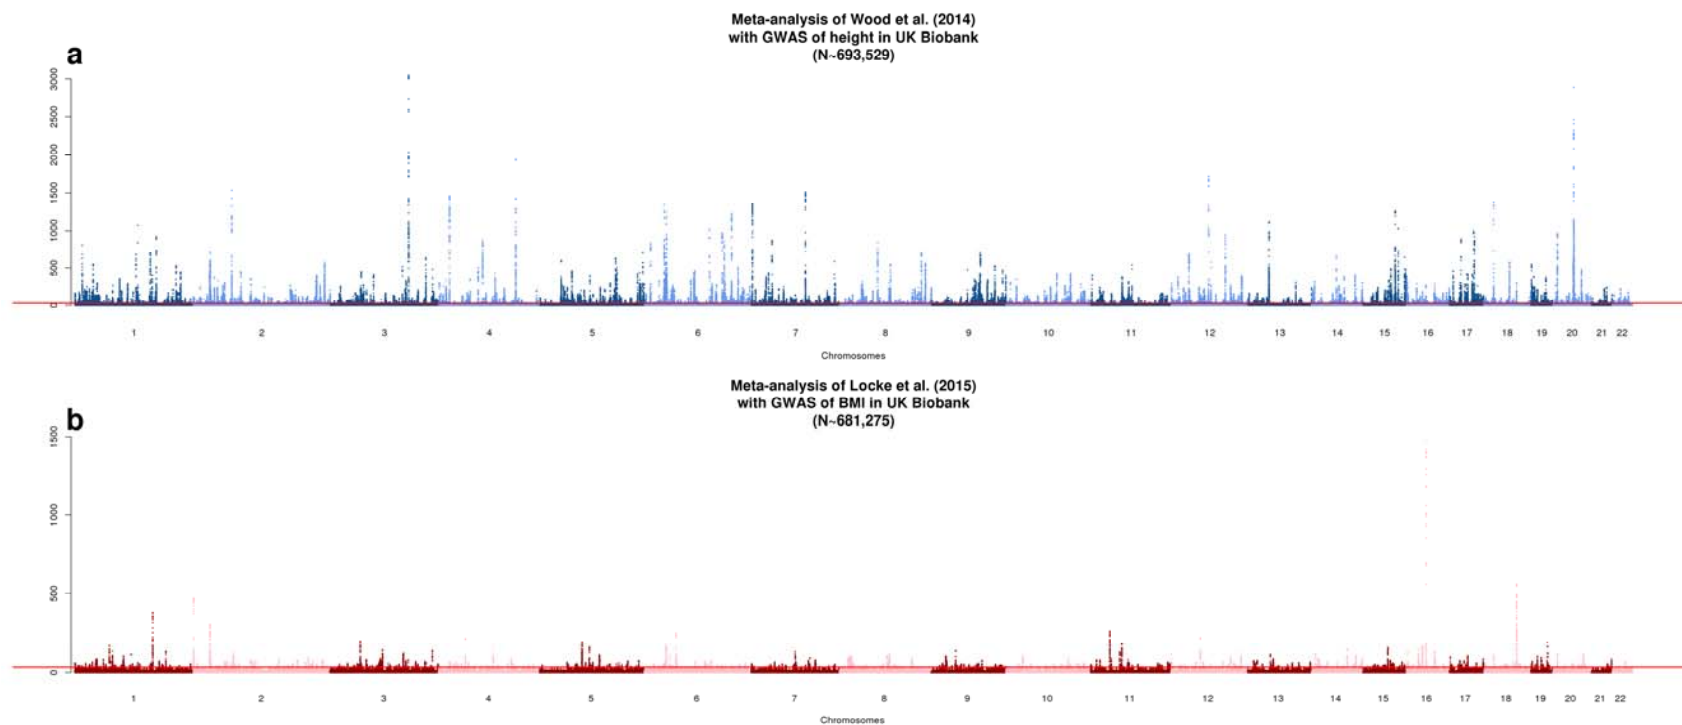 Meta-analysis of Wood et al. (2014)
with GWAS of height in UK Biobank
(N~693,529)
a
3000
2500
2000
1500
1000
500
0
1 2 3 4 5 6 7 8 9 10 11 12 13 14 15 16 17 18 19 20 21 22
Chromosomes
Meta-analysis of Locke et al. (2015)
with GWAS of BMI in UK Biobank
(N~681,275)
b
1500
1000
500
0
1 2 3 4 5 6 7 8 9 10 11 12 13 14 15 16 17 18 19 20 21 22
Chromosomes